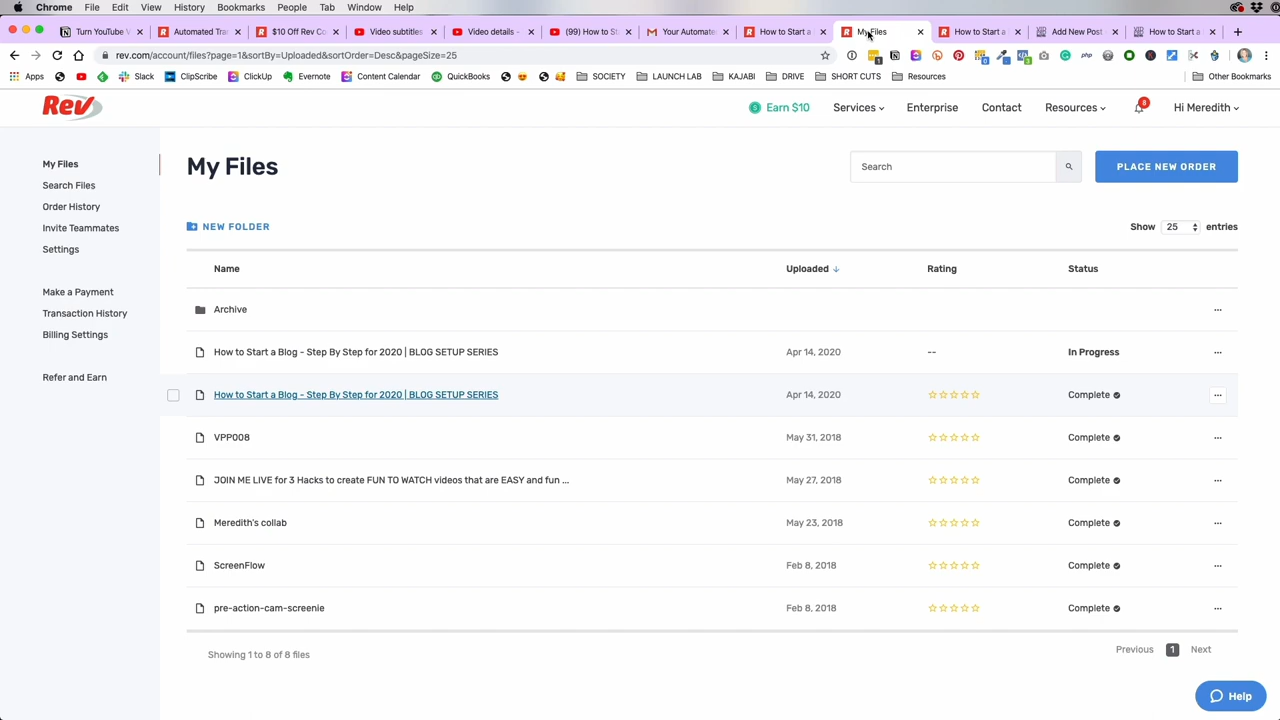 Chrome File Edit View History Bookmarks People Tab Window Help
Turn YouTube V Automated Tra $10 Off Rev Co Video subtitles Video details - (99) How to St Your Automate How to Start a My Files How to Start a Add New Post How to Start a
rev.com/account/files?page=1&sortBy=Uploaded&sortOrder=Desc&pageSize=25
Apps Slack ClipScribe ClickUp Evernote Content Calendar QuickBooks SOCIETY LAUNCH LAB KAJABI DRIVE SHORT CUTS Resources Other Bookmarks
Rev Earn $10 Services Enterprise Contact Resources 8 Hi Meredith
My Files
Search Files
Order History
Invite Teammates
Settings
Make a Payment
Transaction History
Billing Settings
Refer and Earn
My Files Search PLACE NEW ORDER
NEW FOLDER Show 25 entries
Name Uploaded Rating Status
Archive ...
How to Start a Blog - Step By Step for 2020 | BLOG SETUP SERIES Apr 14, 2020 -- In Progress ...
How to Start a Blog - Step By Step for 2020 | BLOG SETUP SERIES Apr 14, 2020 Complete ...
VPP008 May 31, 2018 Complete ...
JOIN ME LIVE for 3 Hacks to create FUN TO WATCH videos that are EASY and fun ... May 27, 2018 Complete ...
Meredith's collab May 23, 2018 Complete ...
ScreenFlow Feb 8, 2018 Complete ...
pre-action-cam-screenie Feb 8, 2018 Complete ...
Showing 1 to 8 of 8 files Previous 1 Next
Help